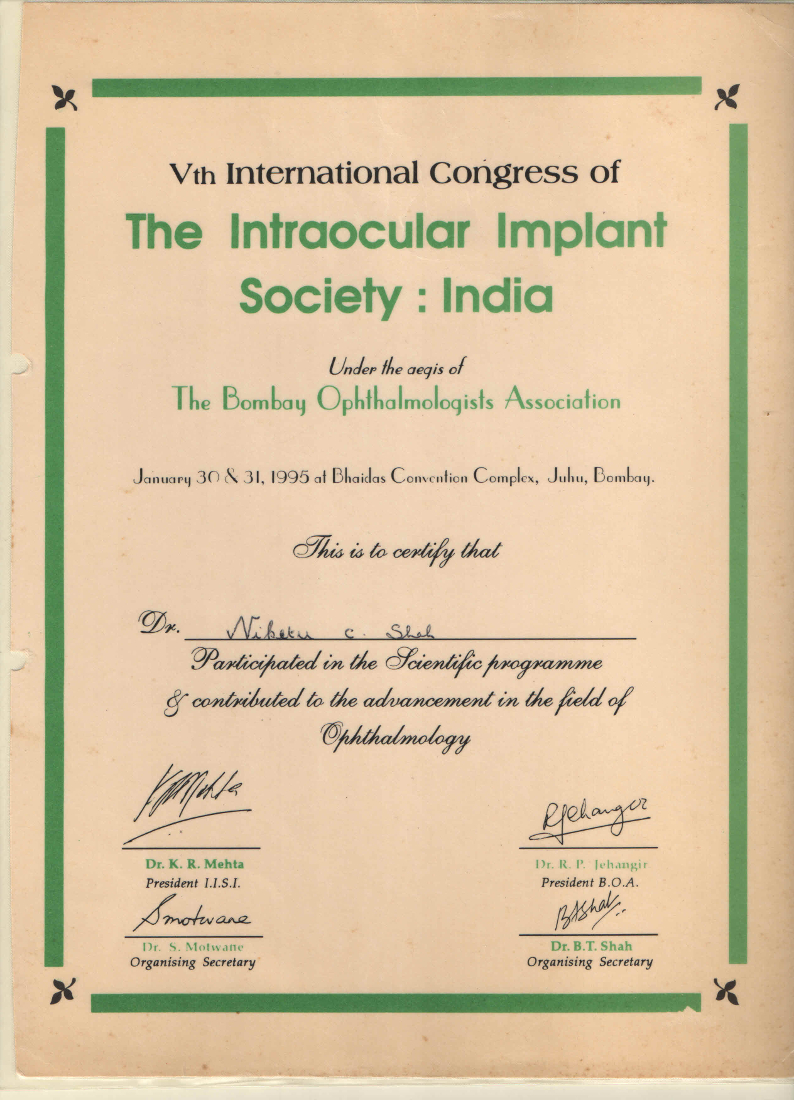 Vth International Congress of
The Intraocular Implant
Society : India
Under the aegis of
The Bombay Ophthalmologists Association
January 30 & 31, 1995 at Bhaidas Convention Complex, Juhu, Bombay.
This is to certify that
Dr. Niketu C. Shah
Participated in the Scientific programme
& contributed to the advancement in the field of
Ophthalmology
KRMehta RJehangir
Dr. K. R. Mehta Dr. R. P. Jehangir
President I.I.S.I. President B.O.A.
Smotwane BTShah
Dr. S. Motwane Dr. B.T. Shah
Organising Secretary Organising Secretary